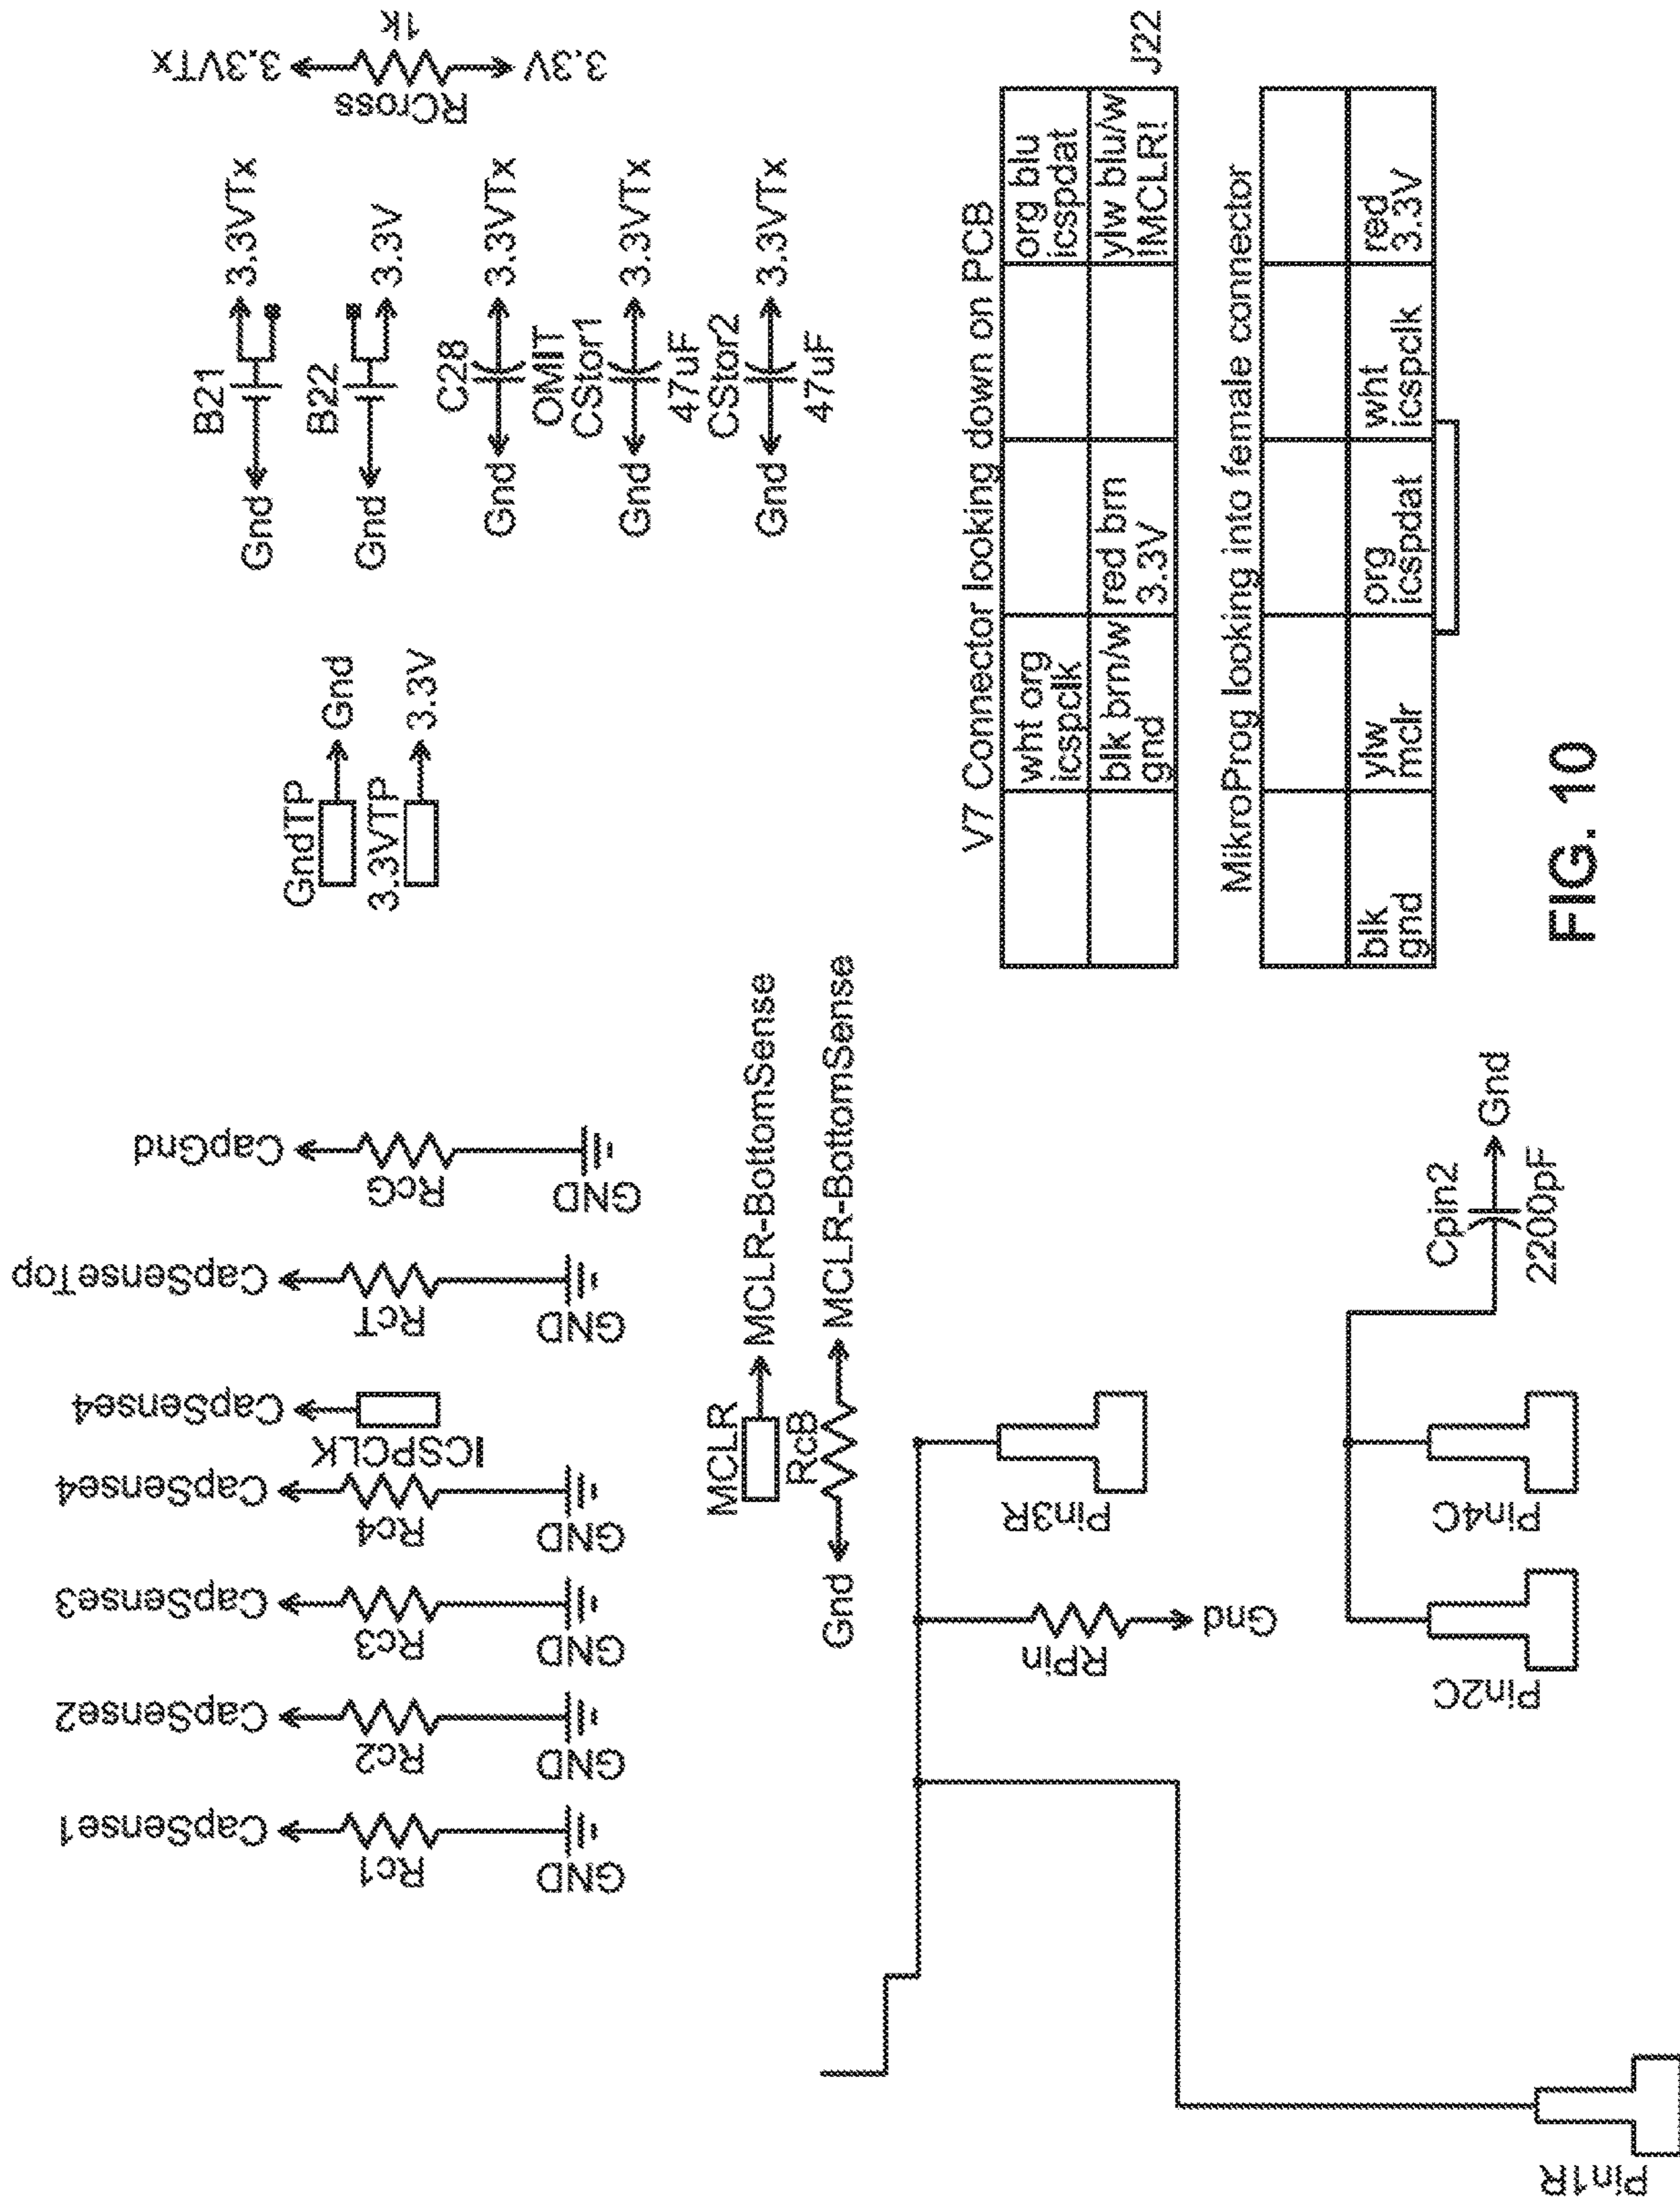 CapSense1
Rc1
GND
CapSense2
Rc2
GND
CapSense3
Rc3
GND
CapSense4
Rc4
GND
CapSense4
ICSPCLK
CapSenseTop
RcT
GND
CapGnd
RcG
GND
GndTP
Gnd
3.3VTP
3.3V
B21
Gnd
3.3VTx
B22
Gnd
3.3V
C28
Gnd
3.3VTx
OMIT
CStor1
Gnd
3.3VTx
47uF
CStor2
Gnd
3.3VTx
47uF
3.3VTx
RCross
1k
3.3V
MCLR
MCLR-BottomSense
RcB
Gnd
MCLR-BottomSense
Pin1R
RPin
Gnd
Pin3R
Pin2C
Pin4C
Cpin2
Gnd
2200pF
V7 Connector looking down on PCB
wht org
icspclk
org blu
icspdat
blk brn/w
gnd
red brn
3.3V
ylw blu/w
!MCLR!
J22
MikroProg looking into female connector
blk
gnd
ylw
mclr
org
icspdat
wht
icspclk
red
3.3V
FIG. 10